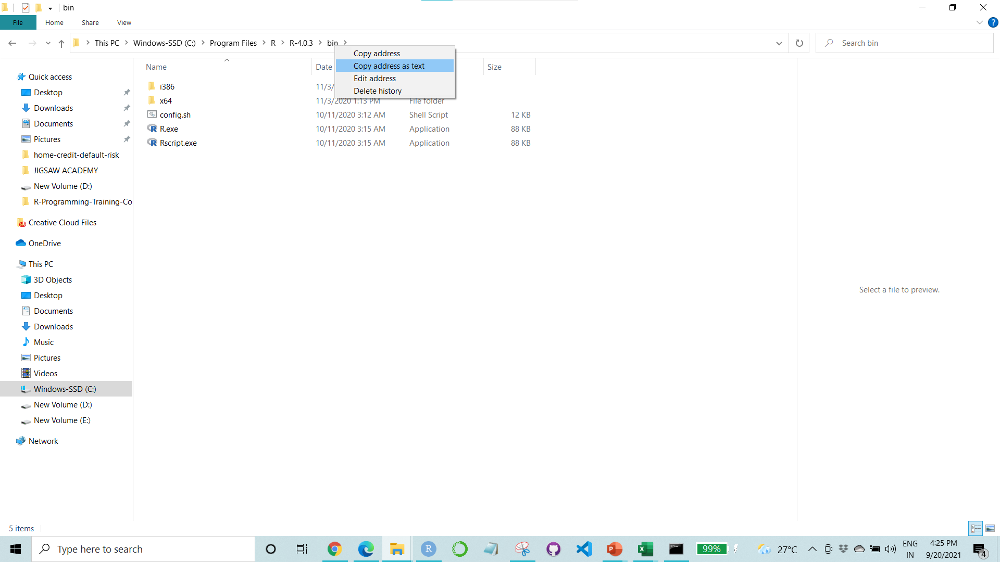 bin
File Home Share View
This PC Windows-SSD (C:) Program Files R R-4.0.3 bin
Search bin
Copy address
Copy address as text
Edit address
Delete history
Name Date Size
i386 11/3/
x64 11/3/2020 1:13 PM File folder
config.sh 10/11/2020 3:12 AM Shell Script 12 KB
R.exe 10/11/2020 3:15 AM Application 88 KB
Rscript.exe 10/11/2020 3:15 AM Application 88 KB
Quick access
Desktop
Downloads
Documents
Pictures
home-credit-default-risk
JIGSAW ACADEMY
New Volume (D:)
R-Programming-Training-Co
Creative Cloud Files
OneDrive
This PC
3D Objects
Desktop
Documents
Downloads
Music
Pictures
Videos
Windows-SSD (C:)
New Volume (D:)
New Volume (E:)
Network
Select a file to preview.
5 items
Type here to search
99%
27°C
ENG
IN
4:25 PM
9/20/2021
4